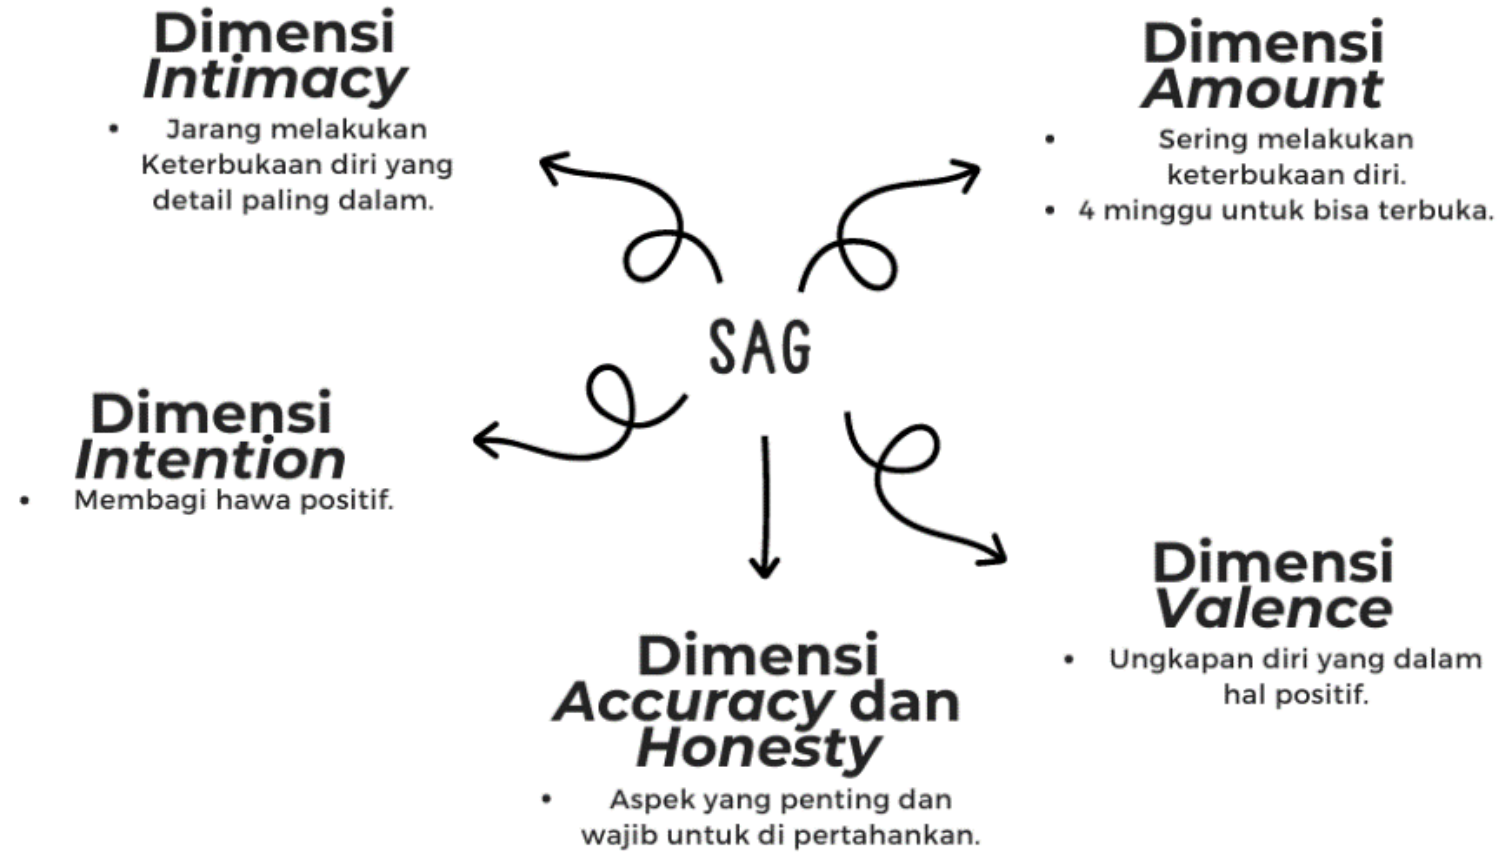 Dimensi
Intimacy
• Jarang melakukan
Keterbukaan diri yang
detail paling dalam.
Dimensi
Amount
• Sering melakukan
keterbukaan diri.
• 4 minggu untuk bisa terbuka.
SAG
Dimensi
Intention
• Membagi hawa positif.
Dimensi
Valence
• Ungkapan diri yang dalam
hal positif.
Dimensi
Accuracy dan
Honesty
• Aspek yang penting dan
wajib untuk di pertahankan.